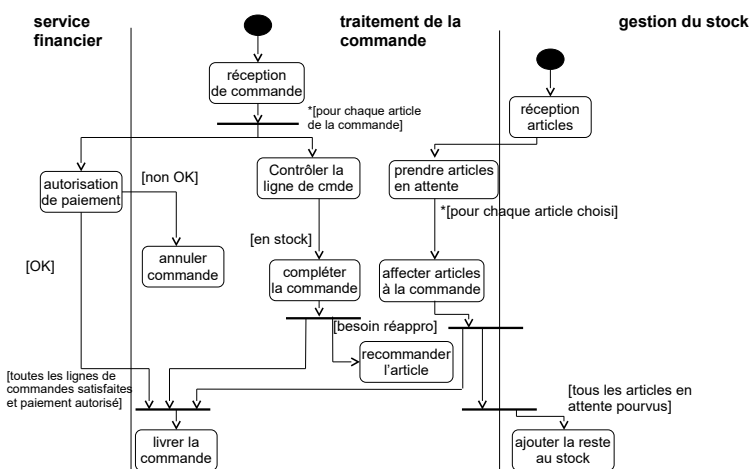 service
financier
traitement de la
commande
gestion du stock
réception
de commande
*[pour chaque article
de la commande]
réception
articles
autorisation
de paiement
[non OK]
Contrôler la
ligne de cmde
prendre articles
en attente
*[pour chaque article choisi]
[en stock]
[OK]
annuler
commande
compléter
la commande
affecter articles
à la commande
[besoin réappro]
recommander
l'article
[toutes les lignes de
commandes satisfaites
et paiement autorisé]
[tous les articles en
attente pourvus]
livrer la
commande
ajouter la reste
au stock